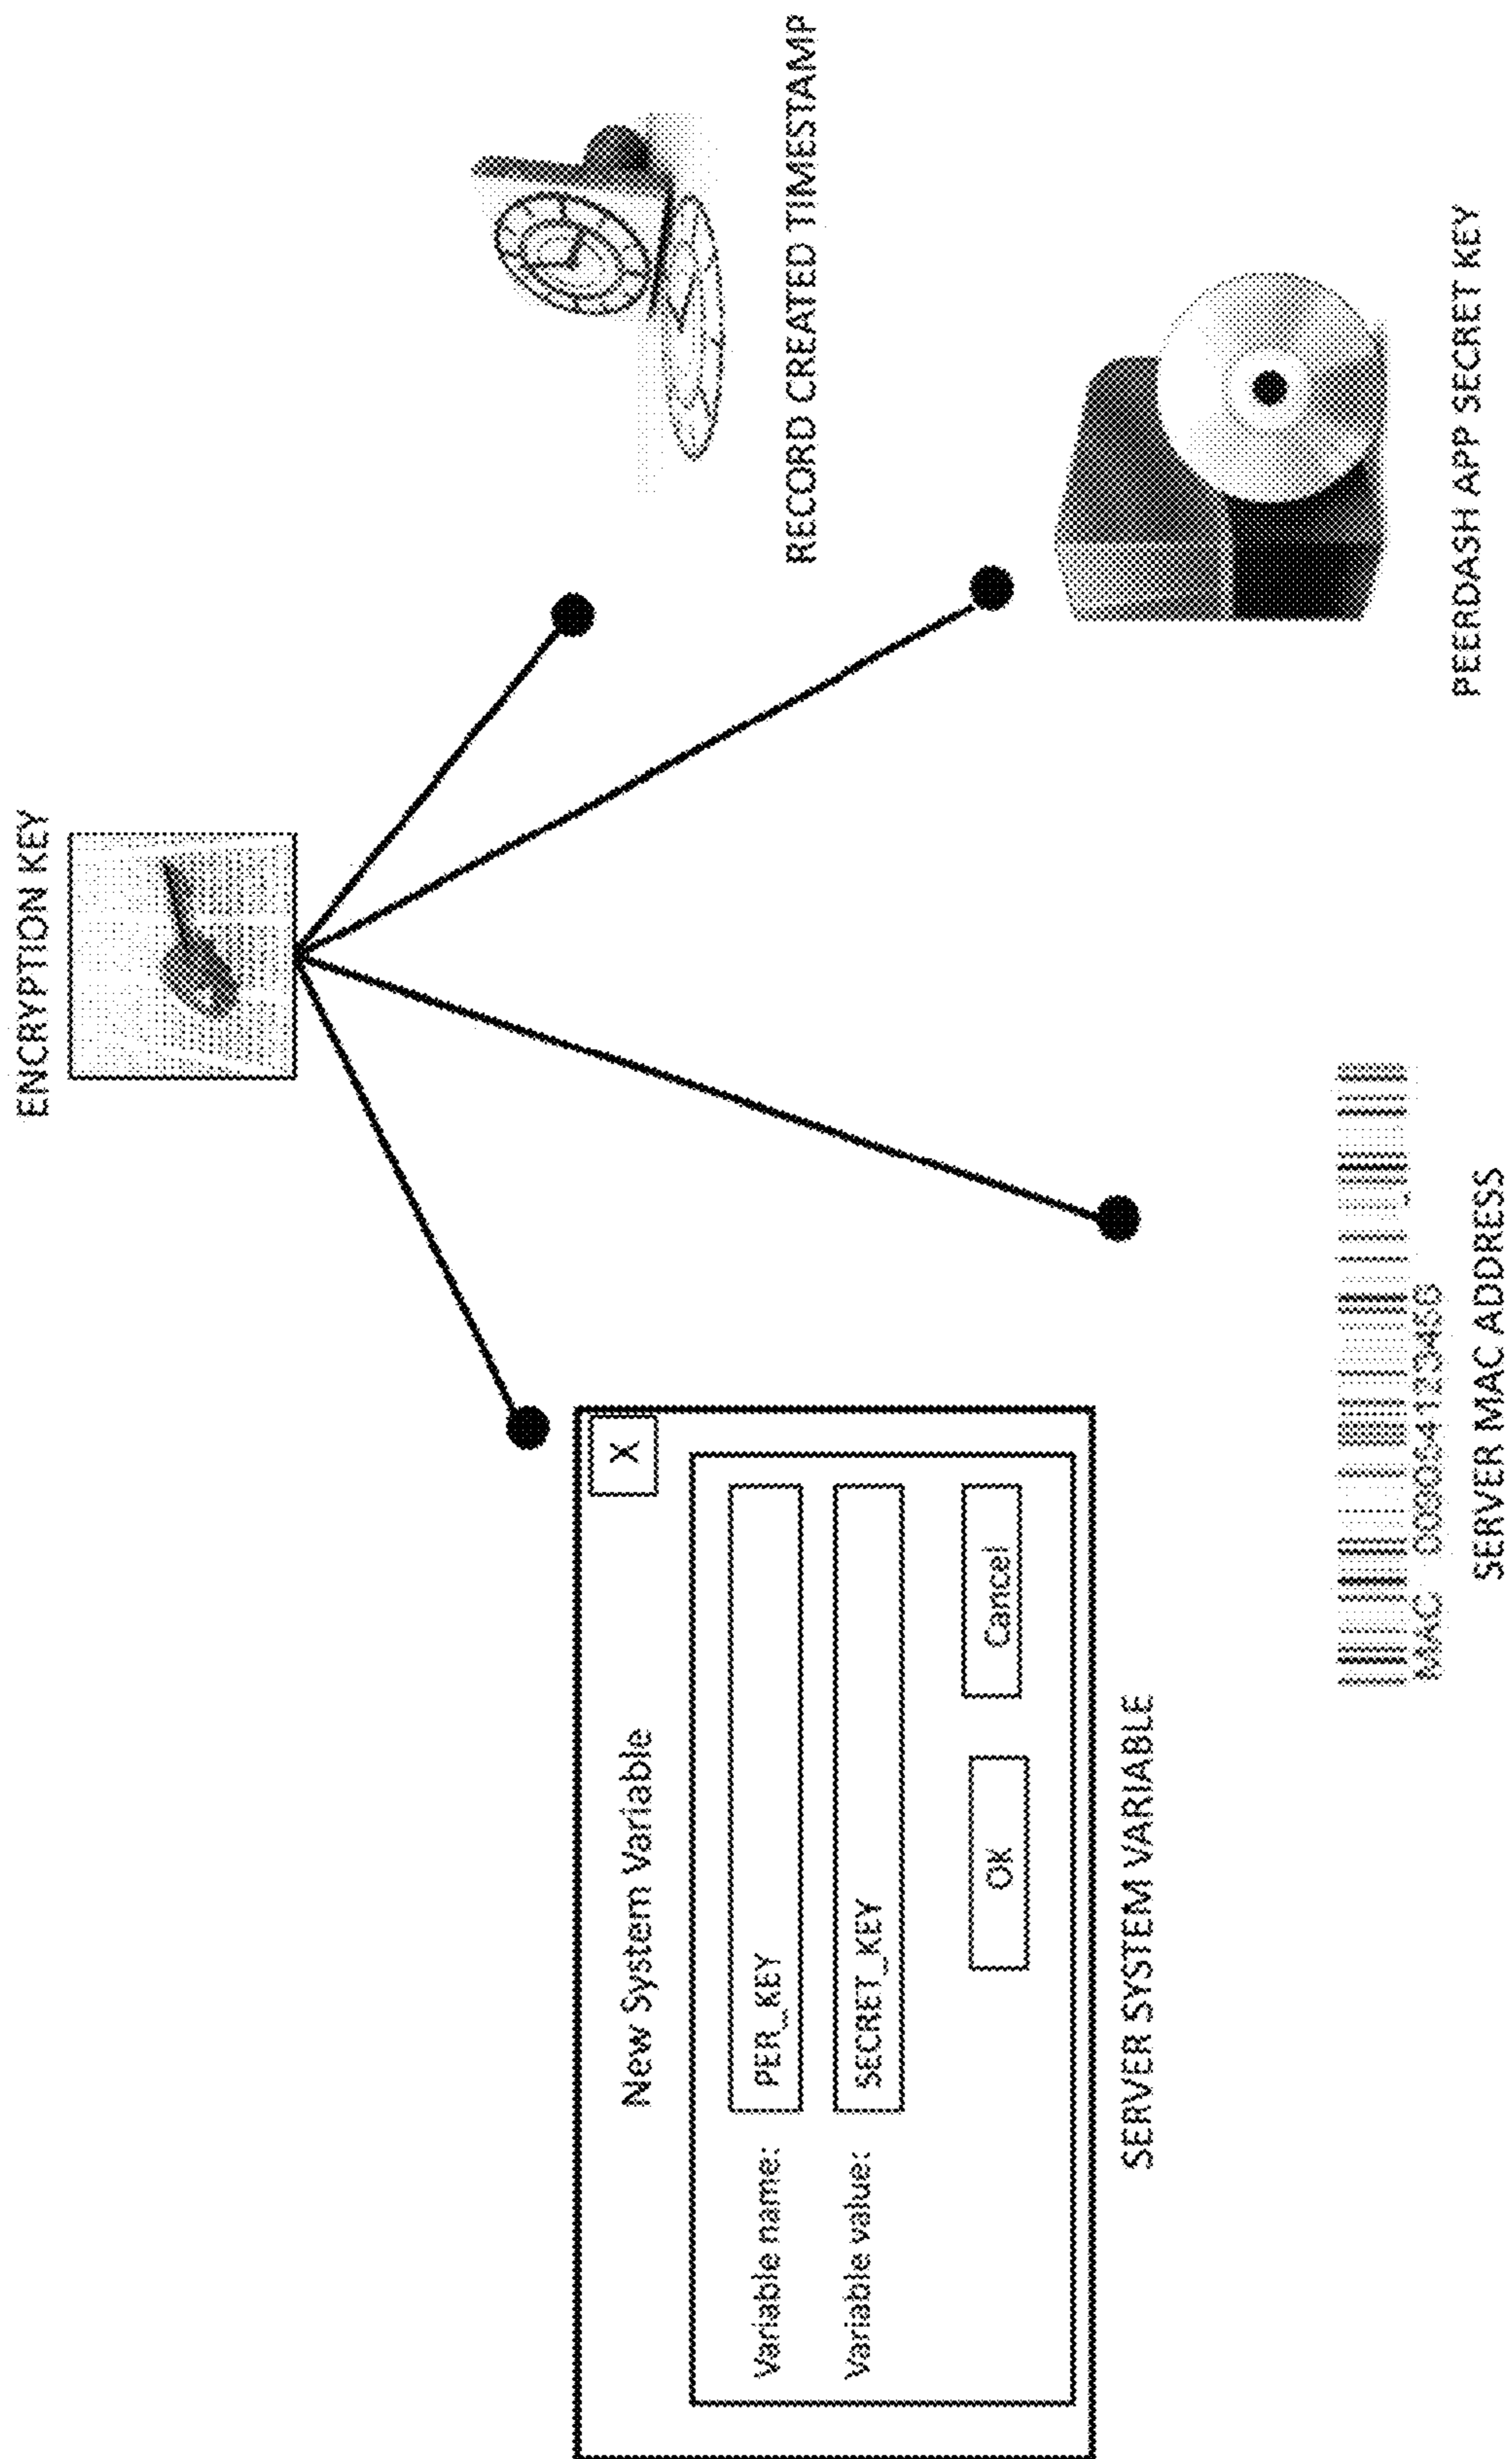 ENCRYPTION KEY
New System Variable
X
Variable name:
PER_KEY
Variable value:
SECRET_KEY
OK
Cancel
SERVER SYSTEM VARIABLE
RECORD CREATED TIMESTAMP
PEERDASH APP SECRET KEY
MAC
SERVER MAC ADDRESS